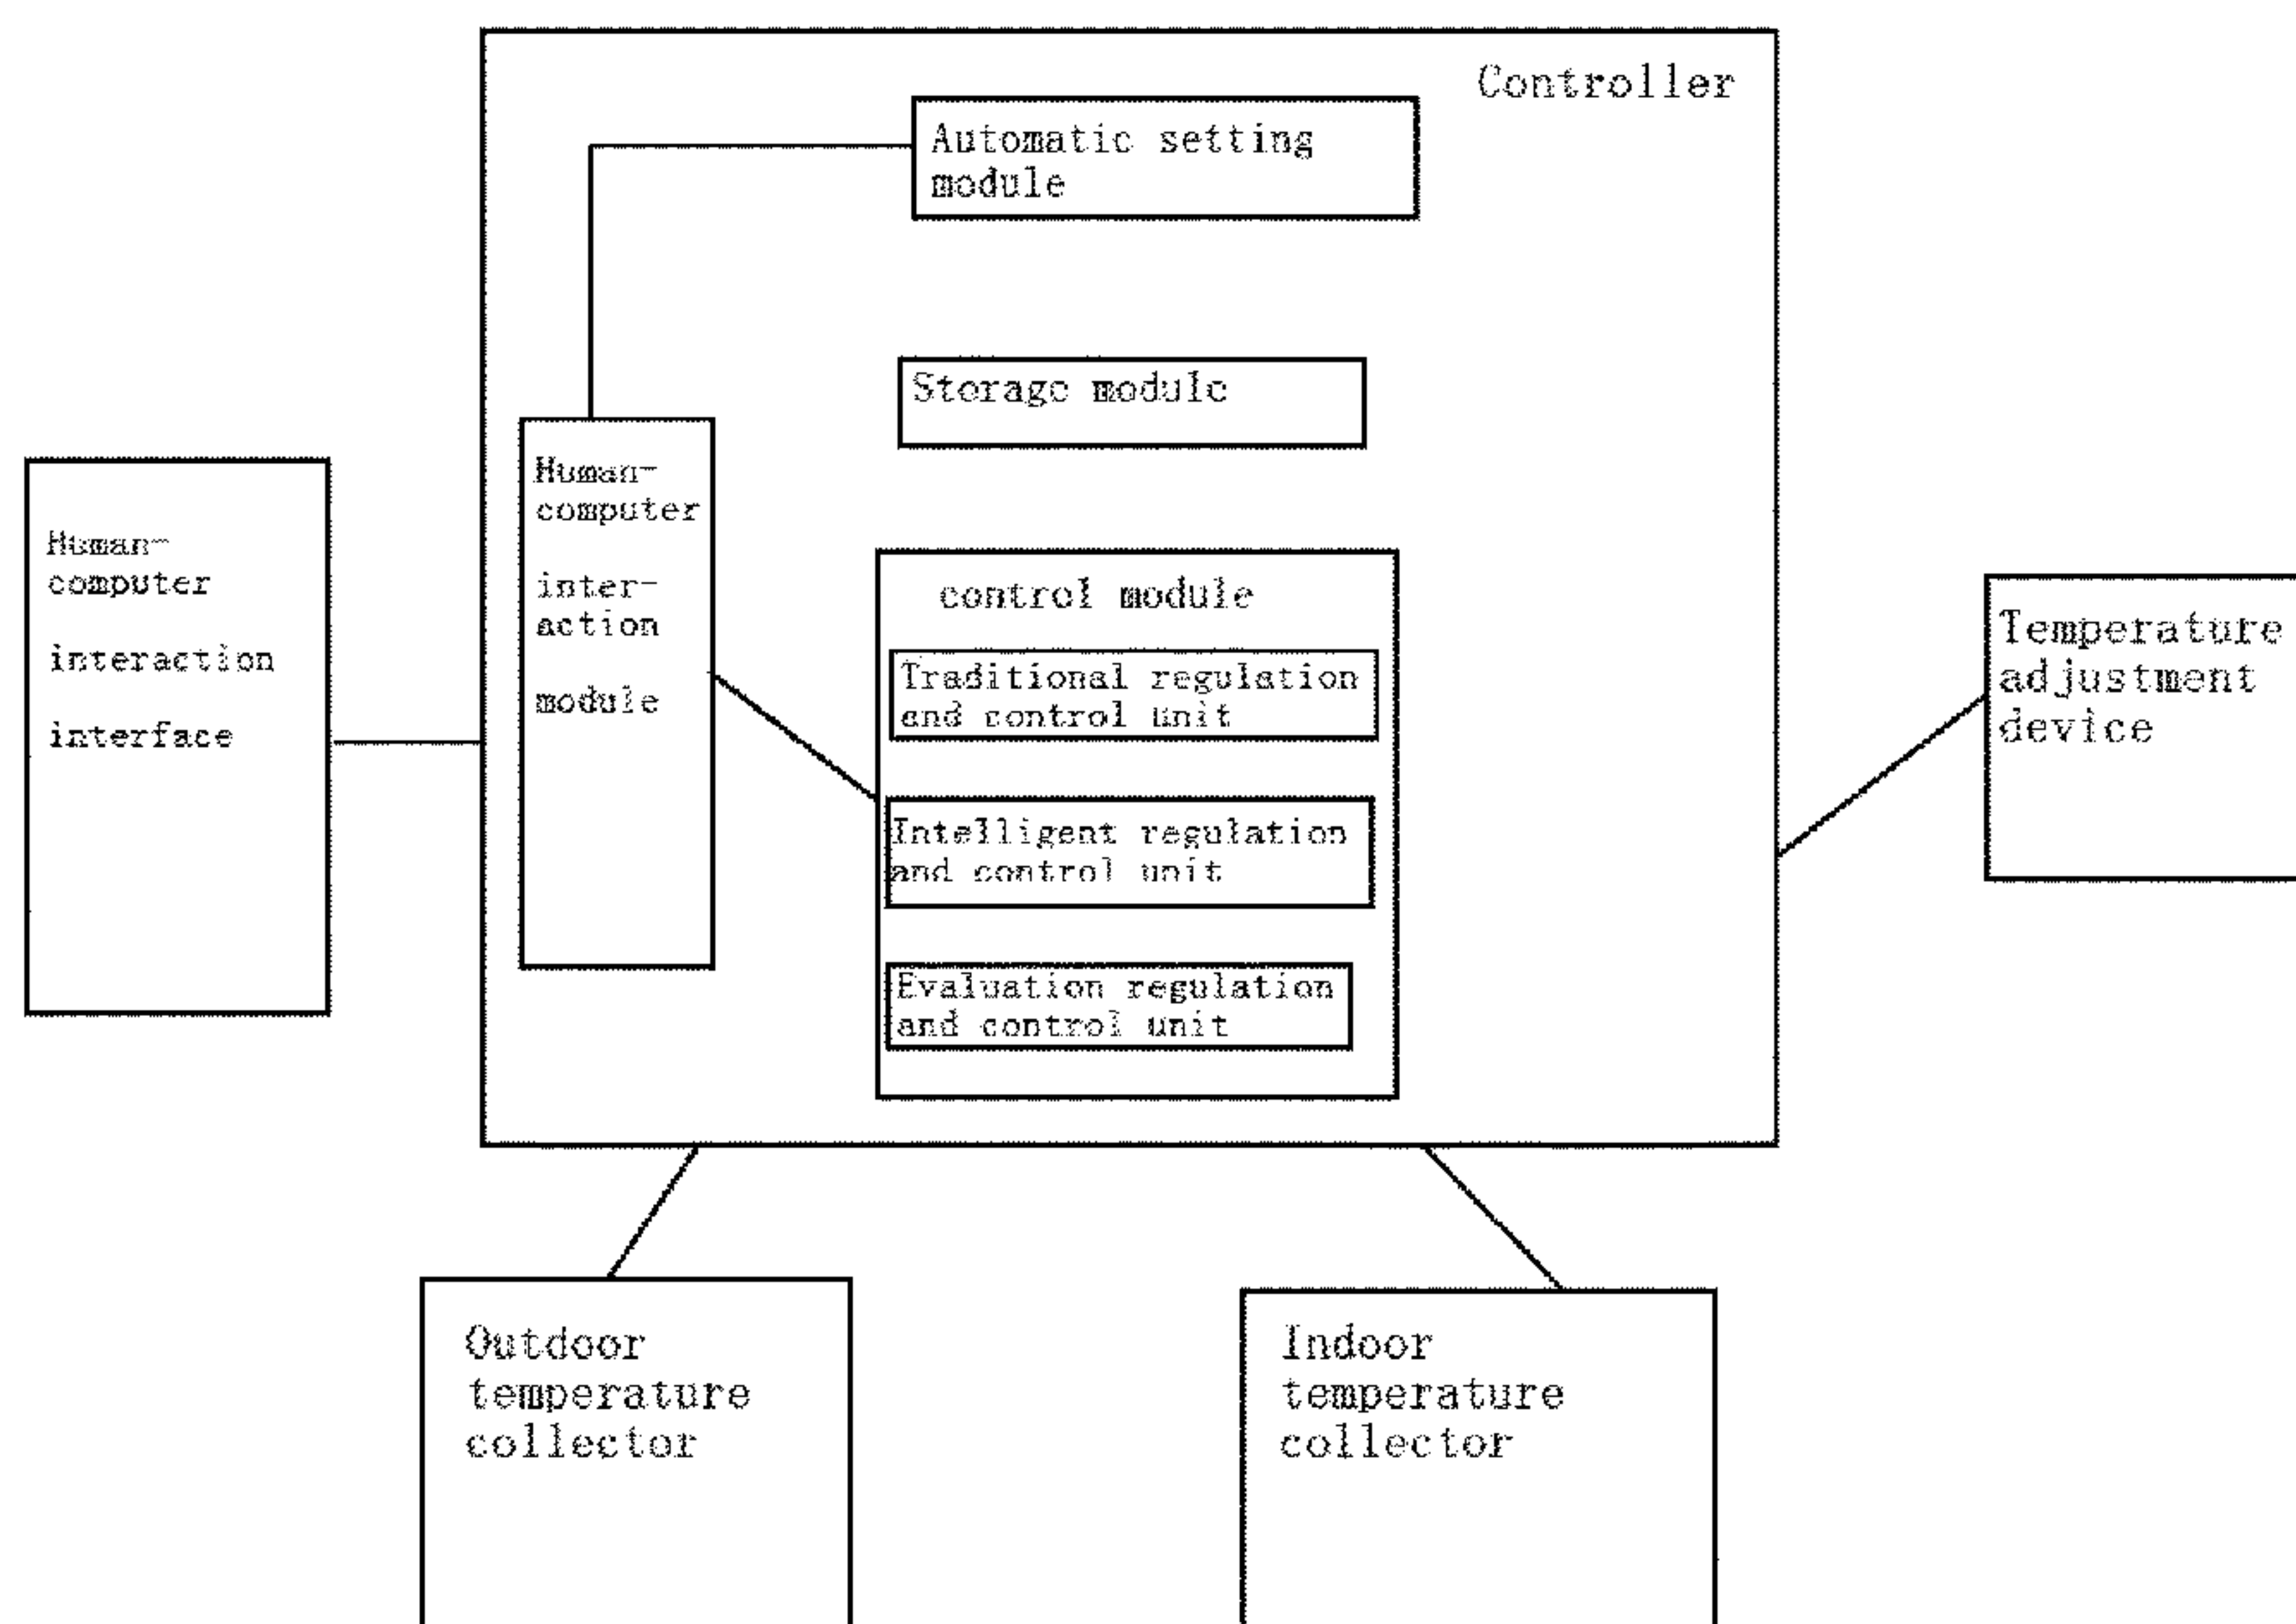 Controller
Automatic setting
module
Storage module
Human-
computer
inter-
action
module
Human-
computer
interaction
interface
control module
Traditional regulation
and control unit
Intelligent regulation
and control unit
Evaluation regulation
and control unit
Temperature
adjustment
device
Outdoor
temperature
collector
Indoor
temperature
collector